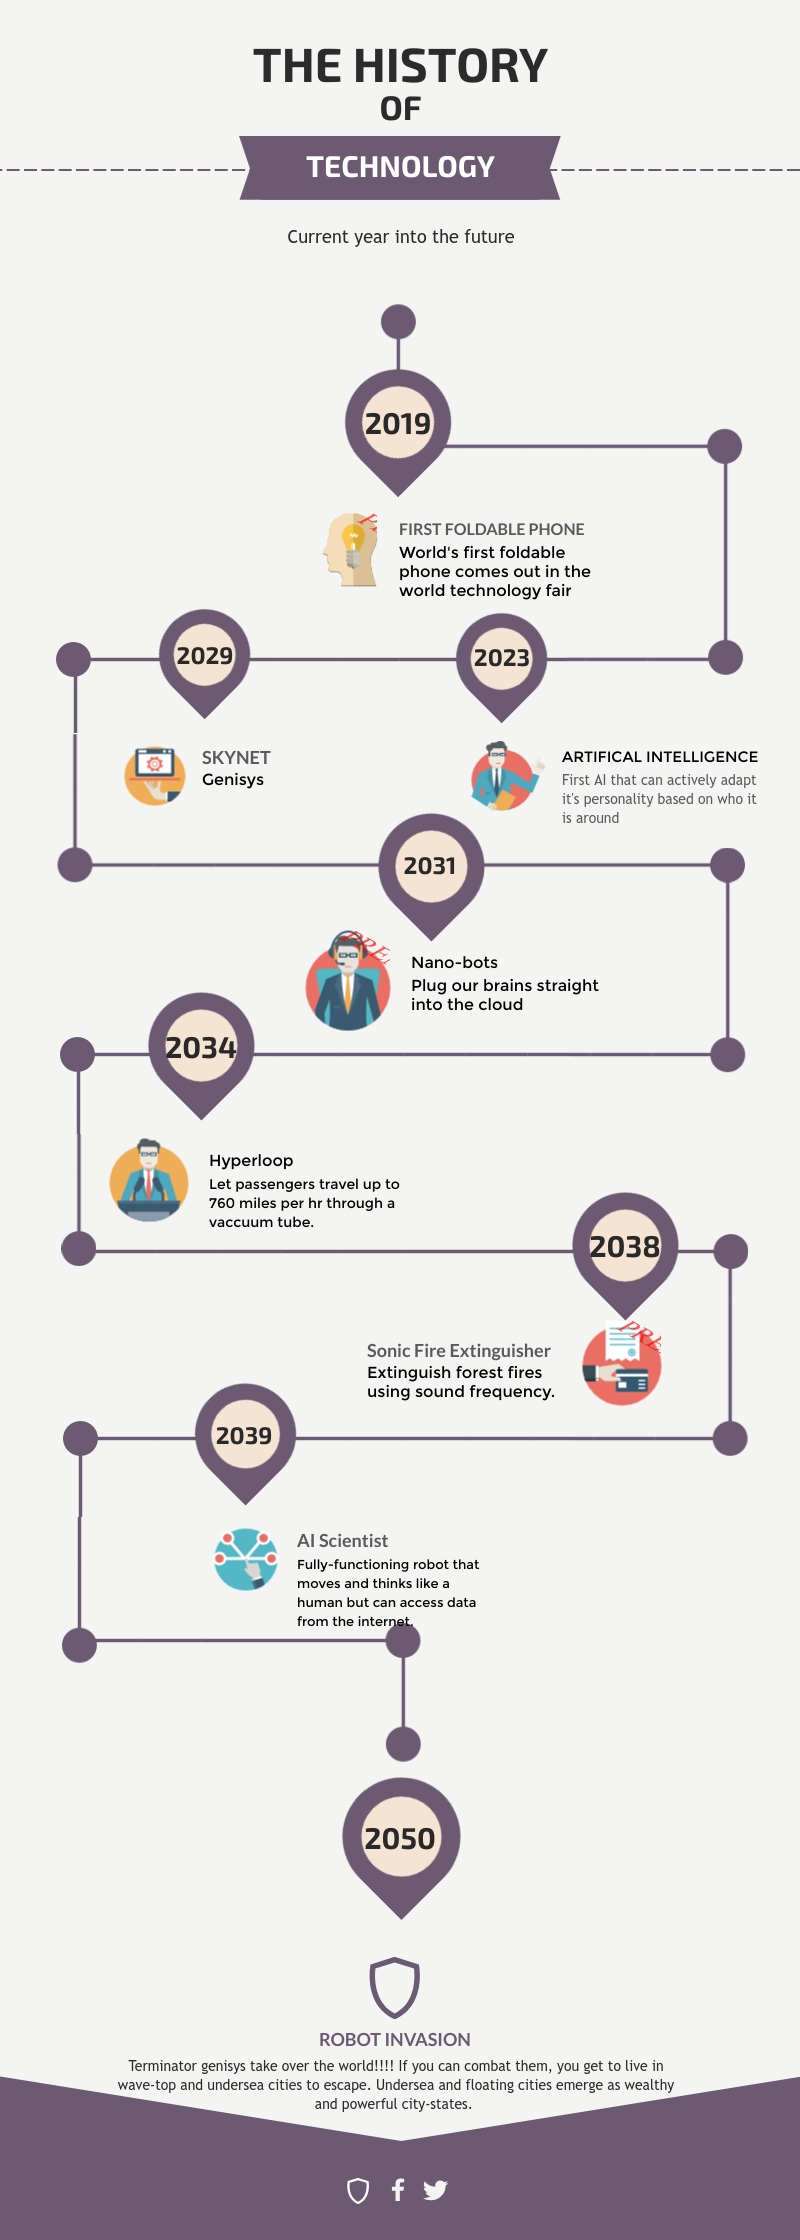 THE HISTORY
OF
TECHNOLOGY
Current year into the future
2019
FIRST FOLDABLE PHONE
World's first foldable
phone comes out in the
world technology fair
2029
2023
SKYNET
Genisys
ARTIFICAL INTELLIGENCE
First AI that can actively adapt
it's personality based on who it
is around
2031
Nano-bots
Plug our brains straight
into the cloud
2034
Hyperloop
Let passengers travel up to
760 miles per hr through a
vaccuum tube.
2038
Sonic Fire Extinguisher
Extinguish forest fires
using sound frequency.
2039
AI Scientist
Fully-functioning robot that
moves and thinks like a
human but can access data
from the internet.
2050
ROBOT INVASION
Terminator genisys take over the world!!!! If you can combat them, you get to live in
wave-top and undersea cities to escape. Undersea and floating cities emerge as wealthy
and powerful city-states.